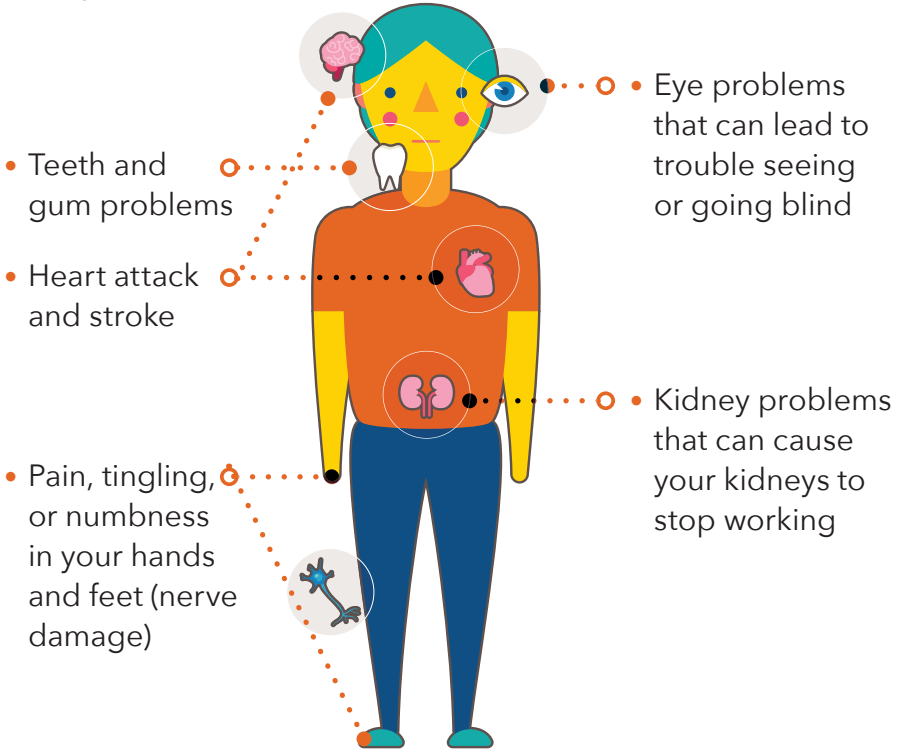 • Teeth and
gum problems
• Heart attack
and stroke
• Pain, tingling,
or numbness
in your hands
and feet (nerve
damage)
• Eye problems
that can lead to
trouble seeing
or going blind
• Kidney problems
that can cause
your kidneys to
stop working